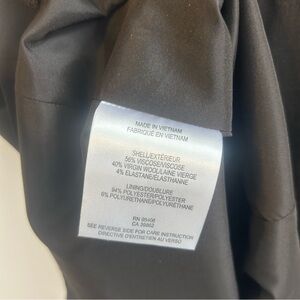 MADE IN VIETNAM
FABRIQUÉ EN VIETNAM
SHELL/EXTÉRIEUR
56% VISCOSE/VISCOSE
40% VIRGIN WOOL/LAINE VIERGE
4% ELASTANE/ÉLASTHANNE
LINING/DOUBLURE
94% POLYESTER/POLYESTER
6% POLYURETHANE/POLYURÉTHANE
RN 95406
CA 39862
SEE REVERSE SIDE FOR CARE INSTRUCTION
DIRECTIVE D'ENTRETIEN AU VERSO